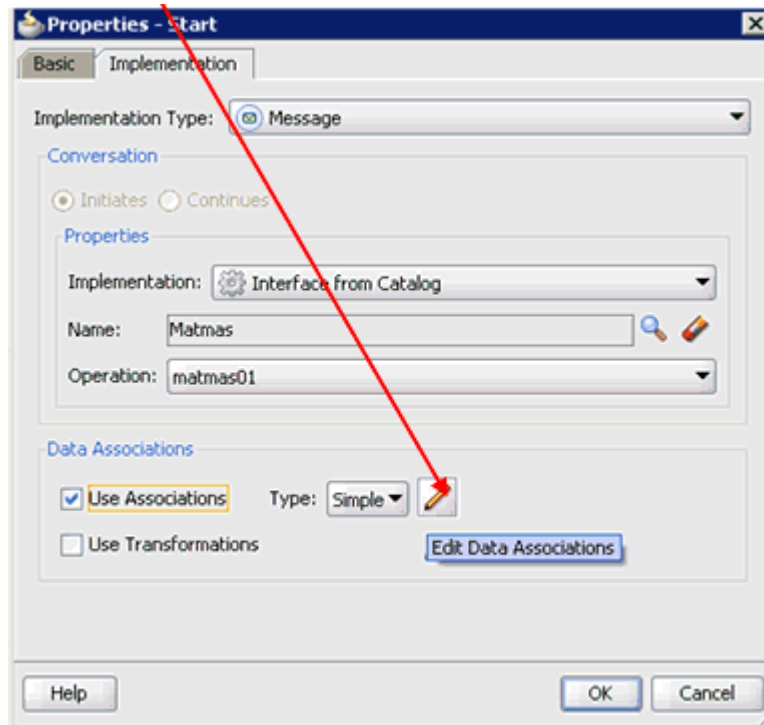 Properties - Start
Basic Implementation
Implementation Type: Message
Conversation
Initiates Continues
Properties
Implementation: Interface from Catalog
Name: Matmas
Operation: matmas01
Data Associations
Use Associations Type: Simple
Use Transformations Edit Data Associations
Help OK Cancel